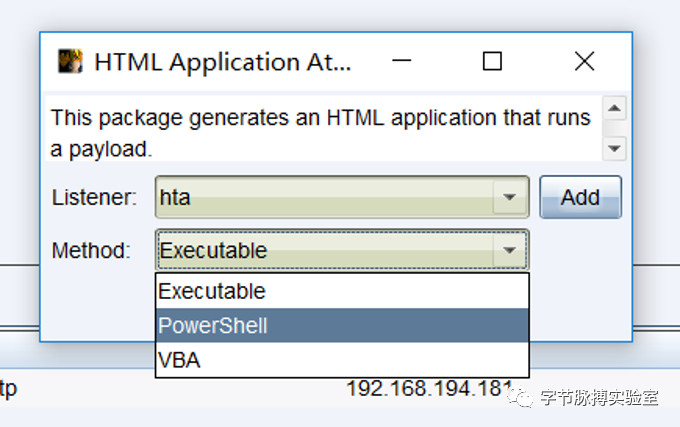 HTML Application At...
This package generates an HTML application that runs
a payload.
Listener: hta Add
Method: Executable
Executable
PowerShell
VBA
tp 192.168.194.181
字节脉搏实验室